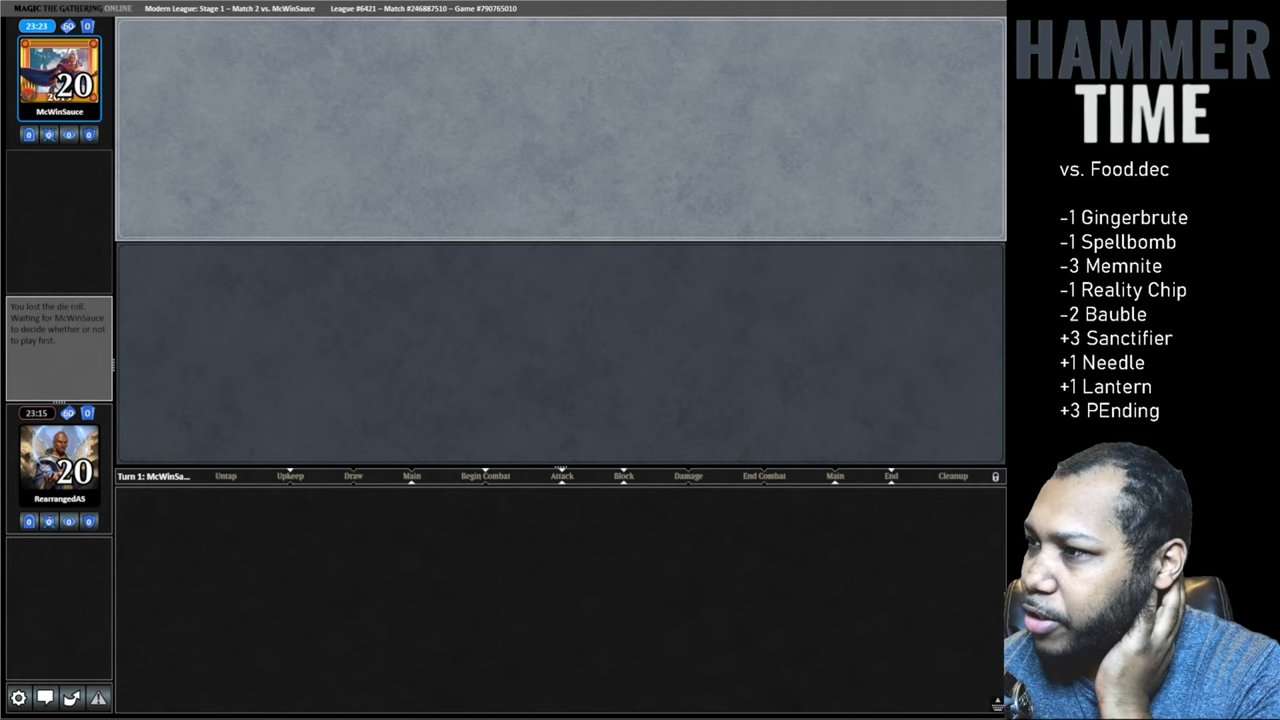 MAGIC THE GATHERING ONLINE Modern League: Stage 1 – Match 2 vs. McWinSauce League #6421 – Match #246887510 – Game #790765010
23:23 60 0
20
McWinSauce
0 0 0 0
You lost the die roll.
Waiting for McWinSauce
to decide whether or not
to play first.
23:15 60 0
20
RearrangedAS
0 0 0 0
Turn 1: McWinSa... Untap Upkeep Draw Main Begin Combat Attack Block Damage End Combat Main End Cleanup
HAMMER
TIME
vs. Food.dec
-1 Gingerbrute
-1 Spellbomb
-3 Memnite
-1 Reality Chip
-2 Bauble
+3 Sanctifier
+1 Needle
+1 Lantern
+3 PEnding